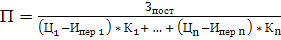 П = Зпост / (Ц1 − Ипер 1) * К1 + ... + (Цn − Ипер n) * Кn